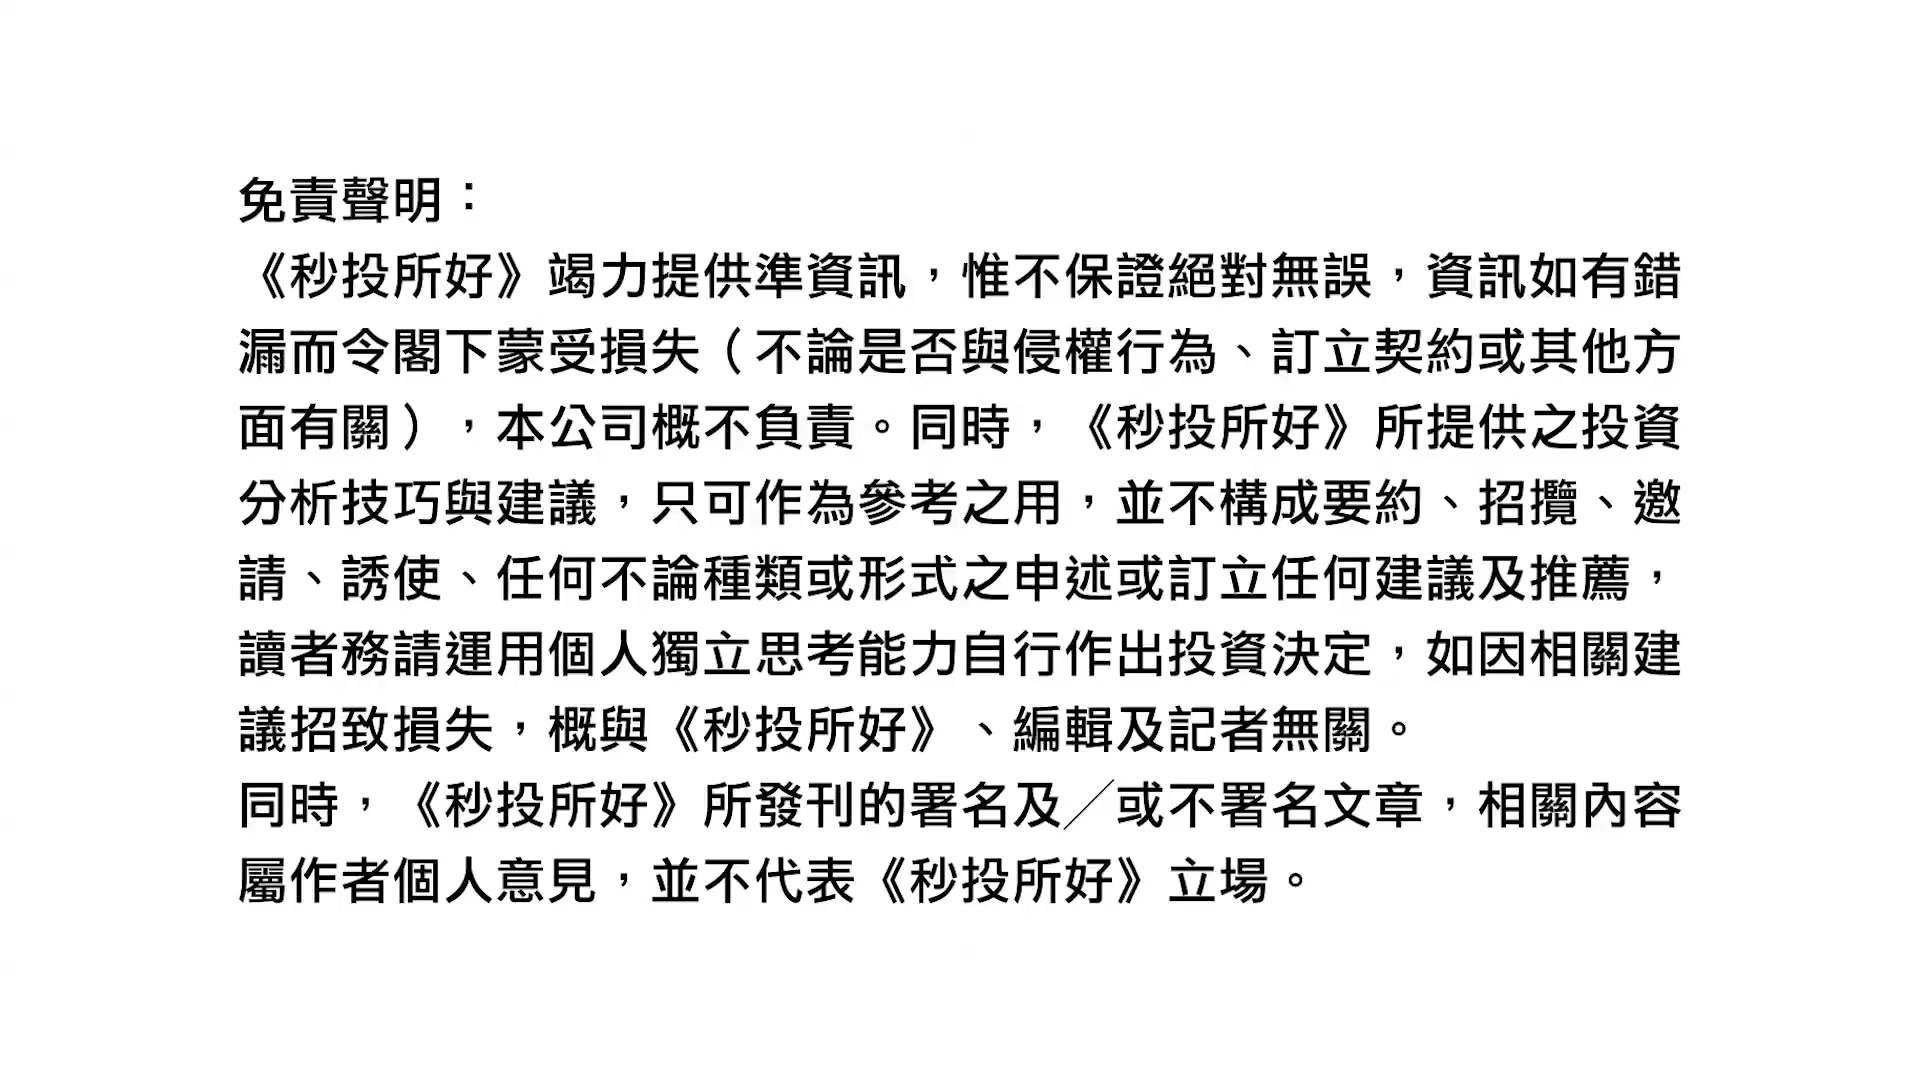 免責聲明：
《秒投所好》竭力提供準資訊，惟不保證絕對無誤，資訊如有錯
漏而令閣下蒙受損失（不論是否與侵權行為、訂立契約或其他方
面有關），本公司概不負責。同時，《秒投所好》所提供之投資
分析技巧與建議，只可作為參考之用，並不構成要約、招攬、邀
請、誘使、任何不論種類或形式之申述或訂立任何建議及推薦，
讀者務請運用個人獨立思考能力自行作出投資決定，如因相關建
議招致損失，概與《秒投所好》、編輯及記者無關。
同時，《秒投所好》所發刊的署名及╱或不署名文章，相關內容
屬作者個人意見，並不代表《秒投所好》立場。